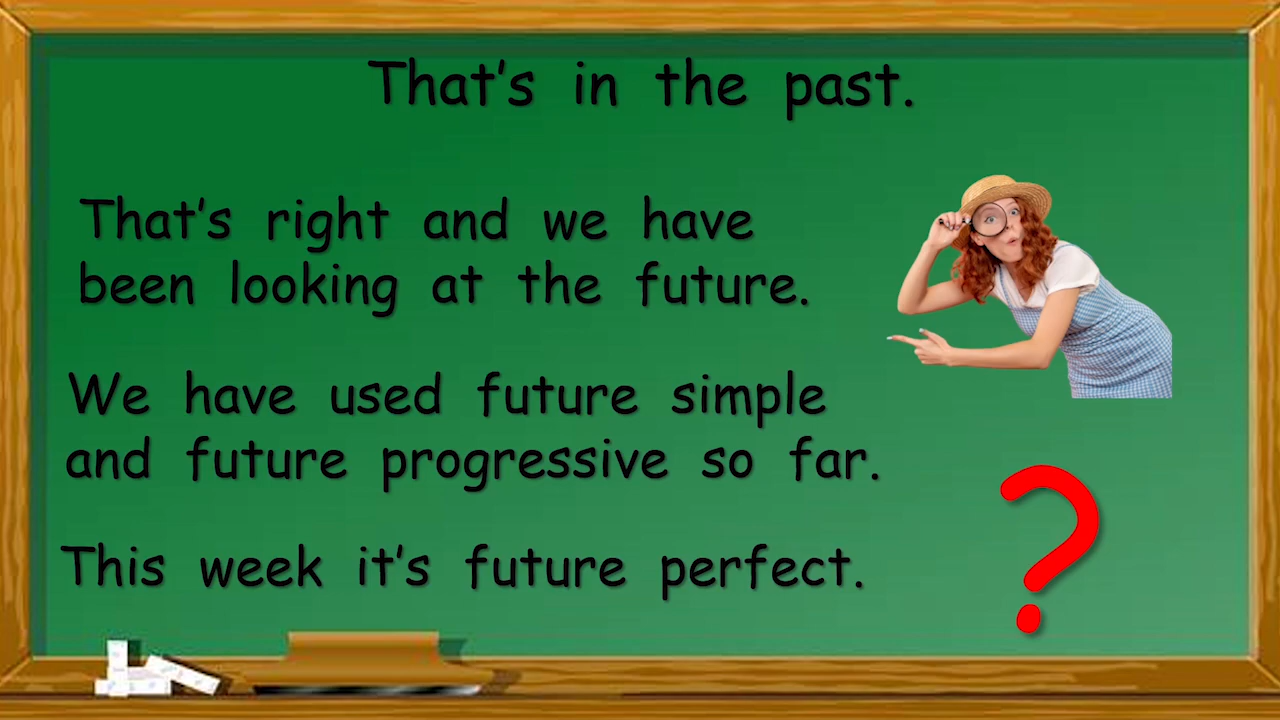 That's in the past.
That's right and we have
been looking at the future.
We have used future simple
and future progressive so far.
This week it's future perfect.
?